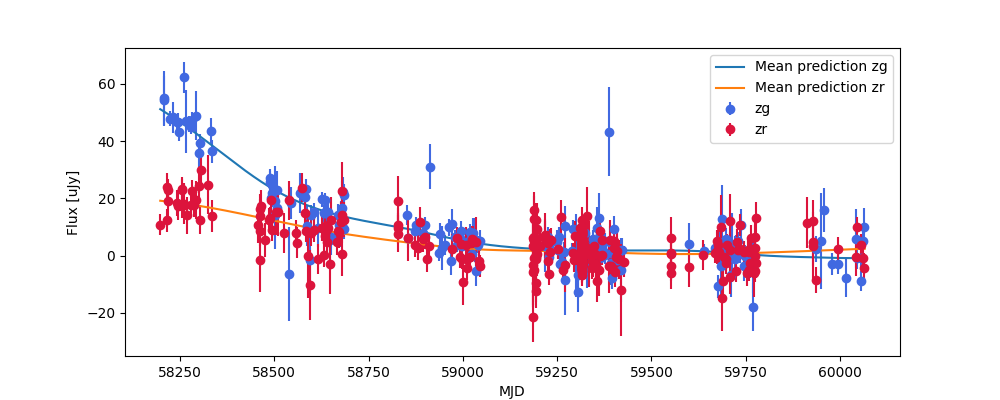 60
40
20
0
−20
Flux [uJy]
58250 58500 58750 59000 59250 59500 59750 60000
MJD
Mean prediction zg
Mean prediction zr
zg
zr